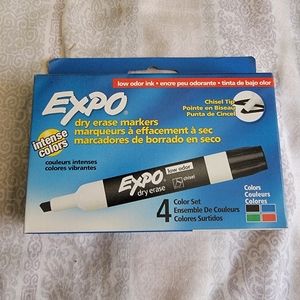 low odor ink • encre peu odorante • tinta de bajo olor
EXPO
Chisel Tip
Pointe en Biseau
Punta de Cincel
dry erase markers
marqueurs à effacement à sec
marcadores de borrado en seco
intense
colors
couleurs intenses
colores vibrantes
EXPO
low odor
dry erase
chisel
4
Color Set
Ensemble De Couleurs
Colores Surtidos
Colors
Couleurs
Colores